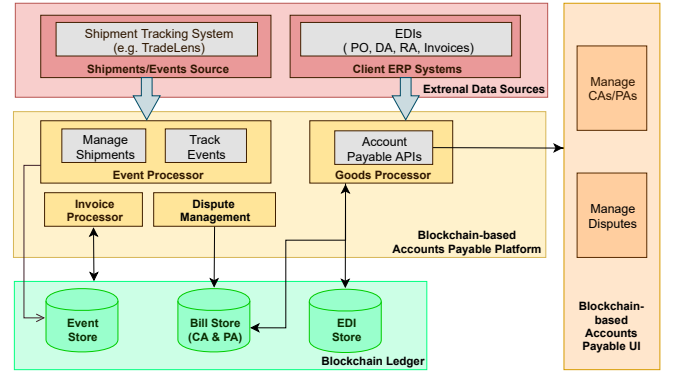 Shipment Tracking System
(e.g. TradeLens)
Shipments/Events Source
EDIs
( PO, DA, RA, Invoices)
Client ERP Systems
Extrenal Data Sources
Manage
Shipments
Track
Events
Event Processor
Account
Payable APIs
Goods Processor
Invoice
Processor
Dispute
Management
Blockchain-based
Accounts Payable Platform
Event
Store
Bill Store
(CA & PA)
EDI
Store
Blockchain Ledger
Manage
CAs/PAs
Manage
Disputes
Blockchain-
based
Accounts
Payable UI